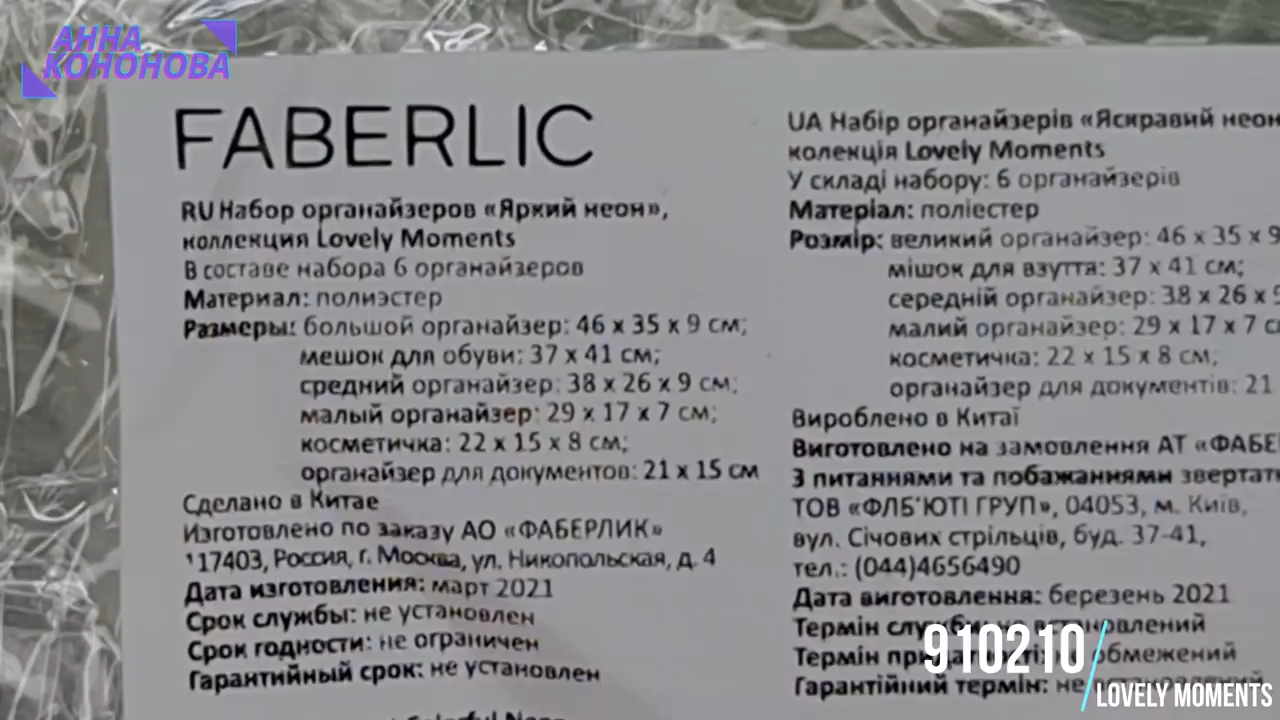 АННА
КОНОНОВА
FABERLIC
RU Набор органайзеров «Яркий неон»,
коллекция Lovely Moments
В составе набора 6 органайзеров
Материал: полиэстер
Размеры: большой органайзер: 46 x 35 x 9 см;
мешок для обуви: 37 x 41 см;
средний органайзер: 38 x 26 x 9 см;
малый органайзер: 29 x 17 x 7 см;
косметичка: 22 x 15 x 8 см;
органайзер для документов: 21 x 15 см
Сделано в Китае
Изготовлено по заказу АО «ФАБЕРЛИК»
117403, Россия, г. Москва, ул. Никопольская, д. 4
Дата изготовления: март 2021
Срок службы: не установлен
Срок годности: не ограничен
Гарантийный срок: не установлен
UA Набір органайзерів «Яскравий неон
колекція Lovely Moments
У складі набору: 6 органайзерів
Матеріал: поліестер
Розмір: великий органайзер: 46 x 35 x 9
мішок для взуття: 37 x 41 см;
середній органайзер: 38 x 26 x 9
малий органайзер: 29 x 17 x 7 с
косметичка: 22 x 15 x 8 см,
органайзер для документів: 21
Вироблено в Китаї
Виготовлено на замовлення АТ «ФАБЕ
З питаннями та побажаннями звертат
ТОВ «ФЛБ'ЮТІ ГРУП», 04053, м. Київ,
вул. Січових стрільців, буд. 37-41,
тел.: (044)4656490
Дата виготовлення: березень 2021
Термін
Термін
Гарантійний термін: не
910210
LOVELY MOMENTS